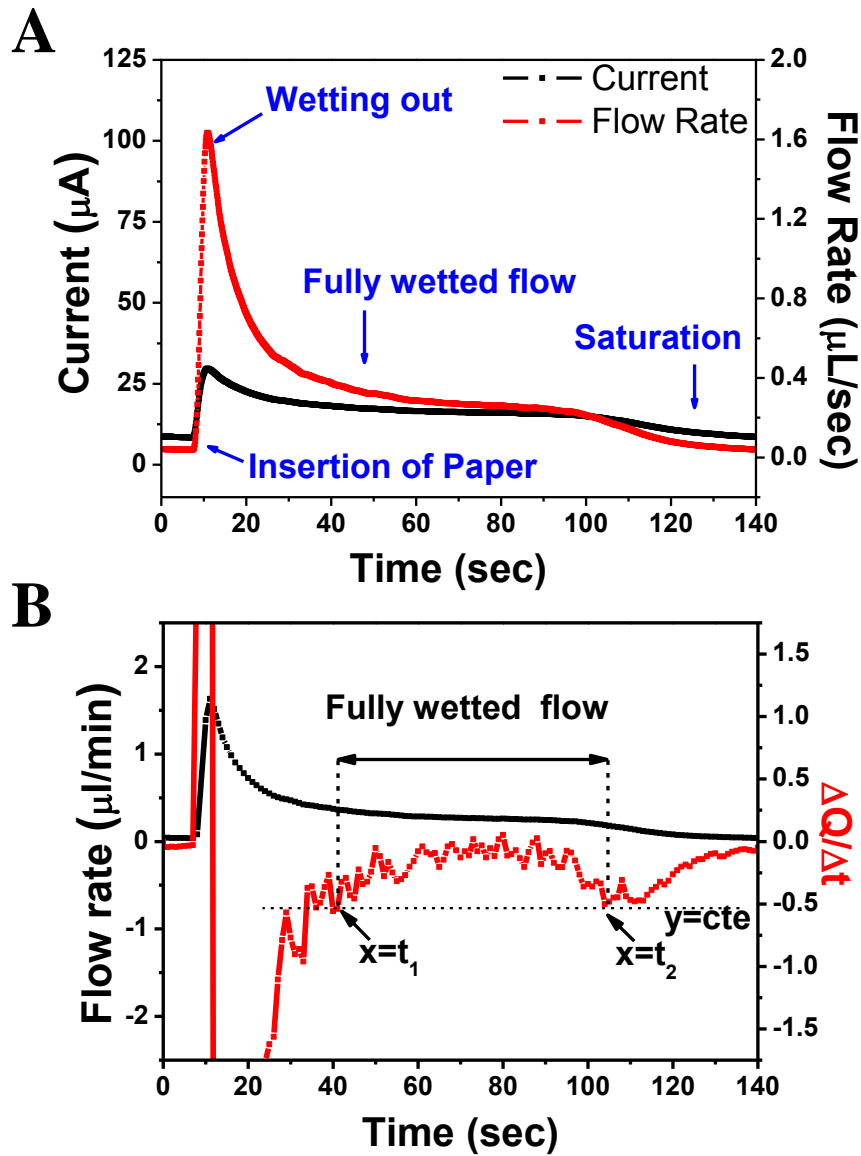 A
Current
Flow Rate
Wetting out
Fully wetted flow
Saturation
Insertion of Paper
125
100
75
50
25
0
2.0
1.6
1.2
0.8
0.4
0.0
Current (μA)
Flow Rate (μL/sec)
0 20 40 60 80 100 120 140
Time (sec)
B
Fully wetted flow
y=cte
x=t1
x=t2
2
1
0
-1
-2
1.5
1.0
0.5
0.0
-0.5
-1.0
-1.5
Flow rate (μl/min)
ΔQ/Δt
0 20 40 60 80 100 120 140
Time (sec)